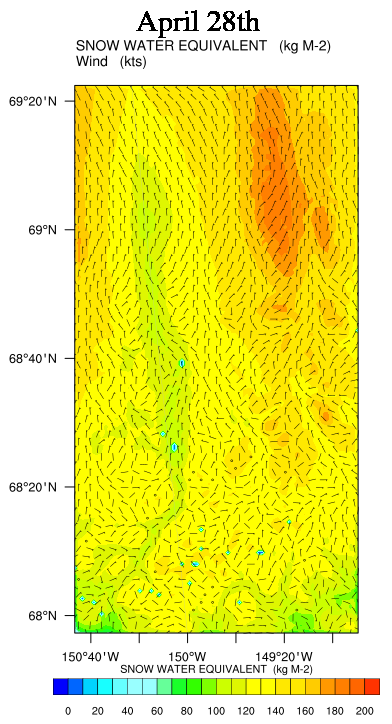 April 28th
SNOW WATER EQUIVALENT (kg M-2)
Wind (kts)
69°20'N
69°N
68°40'N
68°20'N
68°N
150°40'W 150°W 149°20'W
SNOW WATER EQUIVALENT (kg M-2)
0 20 40 60 80 100 120 140 160 180 200